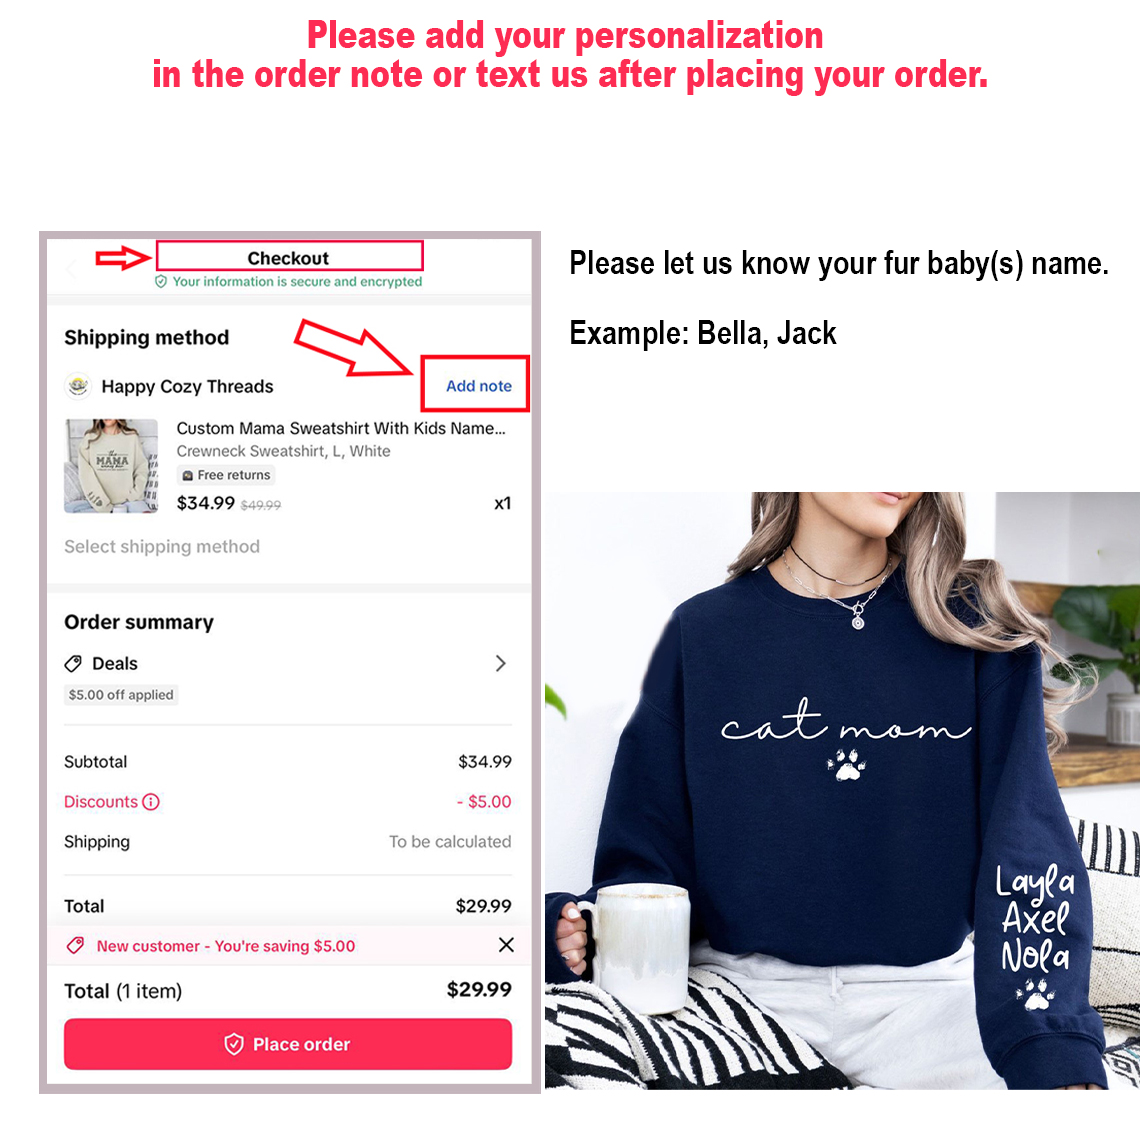 Please add your personalization
in the order note or text us after placing your order.
Checkout
Your information is secure and encrypted
Shipping method
Happy Cozy Threads
Add note
Custom Mama Sweatshirt With Kids Name...
Crewneck Sweatshirt, L, White
Free returns
$34.99 $49.99
x1
MAMA
Select shipping method
Order summary
Deals
$5.00 off applied
Subtotal
$34.99
Discounts
- $5.00
Shipping
To be calculated
Total
$29.99
New customer - You're saving $5.00
Total (1 item)
$29.99
Place order
Please let us know your fur baby(s) name.
Example: Bella, Jack
cat mom
Layla
Axel
Nola